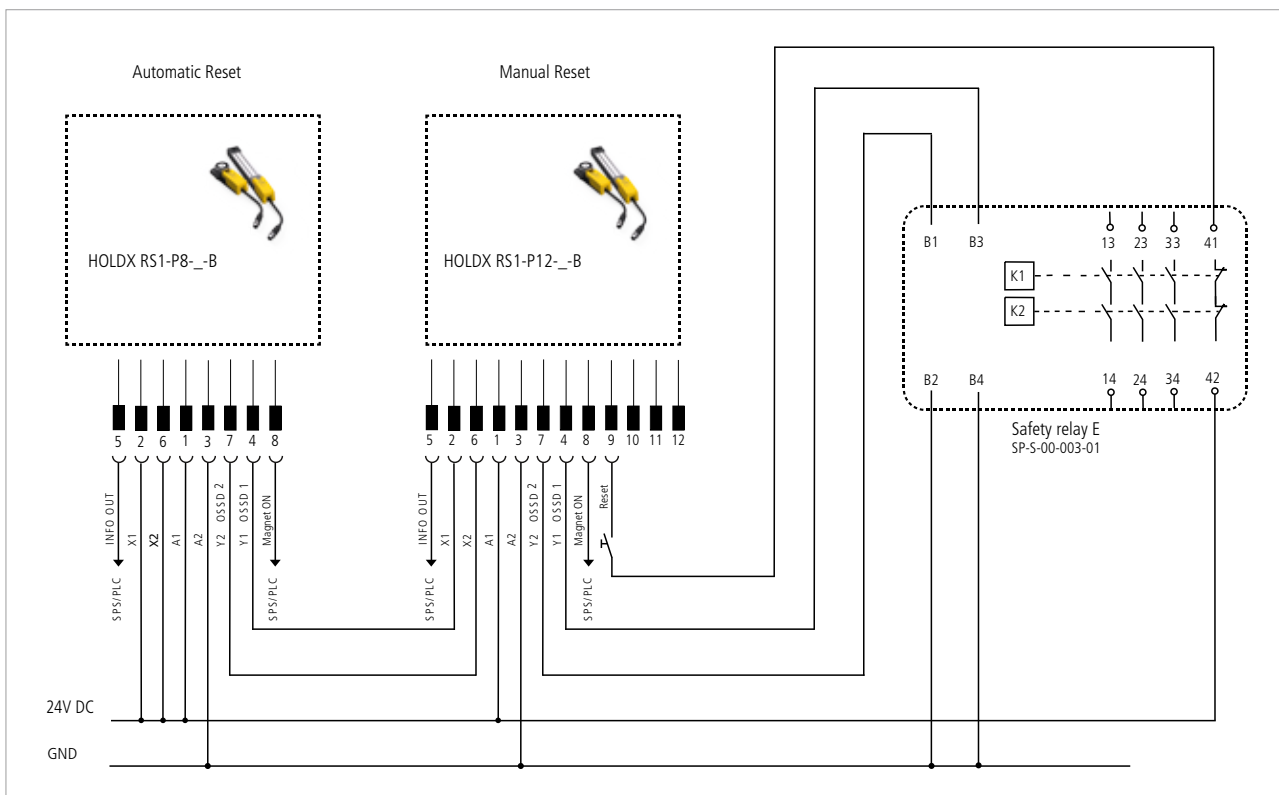 Automatic Reset
Manual Reset
HOLDX RS1-P8-_-B
HOLDX RS1-P12-_-B
B1 B3 13 23 33 41
K1
K2
B2 B4 14 24 34 42
Safety relay E
SP-S-00-003-01
5 2 6 1 3 7 4 8
5 2 6 1 3 7 4 8 9 10 11 12
INFO OUT
X1
X2
A1
A2
Y2 OSSD 2
Y1 OSSD 1
Magnet ON
SPS/PLC
SPS/PLC
INFO OUT
X1
X2
A1
A2
Y2 OSSD 2
Y1 OSSD 1
Magnet ON
Reset
SPS/PLC
SPS/PLC
24V DC
GND